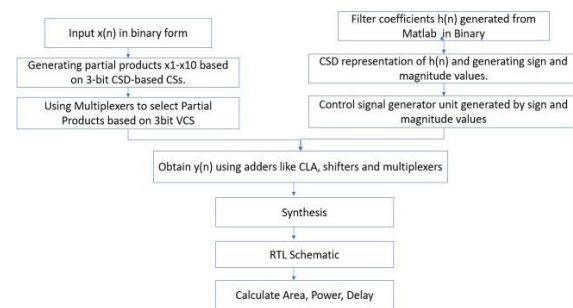 Input x(n) in binary form
Generating partial products x1-x10 based
on 3-bit CSD-based CSs.
Using Multiplexers to select Partial
Products based on 3bit VCS
Filter coefficients h(n) generated from
Matlab in Binary
CSD representation of h(n) and generating sign and
magnitude values.
Control signal generator unit generated by sign and
magnitude values
Obtain y(n) using adders like CLA, shifters and multiplexers
Synthesis
RTL Schematic
Calculate Area, Power, Delay